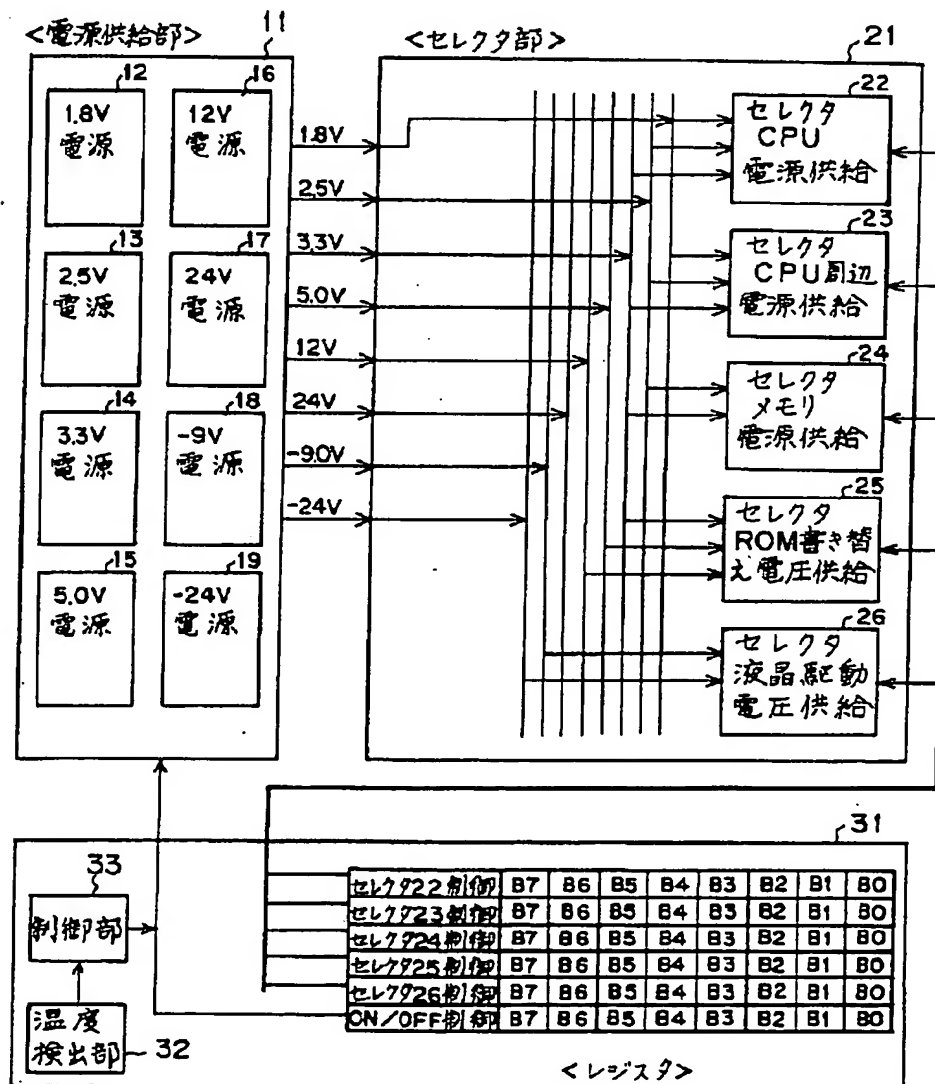 <電源供給部>
11
12
1.8V
電源
16
12V
電源
13
2.5V
電源
17
24V
電源
14
3.3V
電源
18
-9V
電源
15
5.0V
電源
19
-24V
電源
1.8V
2.5V
3.3V
5.0V
12V
24V
-9.0V
-24V
<セレクタ部>
21
22
セレクタ
CPU
電源供給
23
セレクタ
CPU周辺
電源供給
24
セレクタ
メモリ
電源供給
25
セレクタ
ROM書き替
え電圧供給
26
セレクタ
液晶駆動
電圧供給
31
33
制御部
温度
検出部
32
セレクタ22制御 B7 B6 B5 B4 B3 B2 B1 B0
セレクタ23制御 B7 B6 B5 B4 B3 B2 B1 B0
セレクタ24制御 B7 B6 B5 B4 B3 B2 B1 B0
セレクタ25制御 B7 B6 B5 B4 B3 B2 B1 B0
セレクタ26制御 B7 B6 B5 B4 B3 B2 B1 B0
ON/OFF制御 B7 B6 B5 B4 B3 B2 B1 B0
<レジスタ>